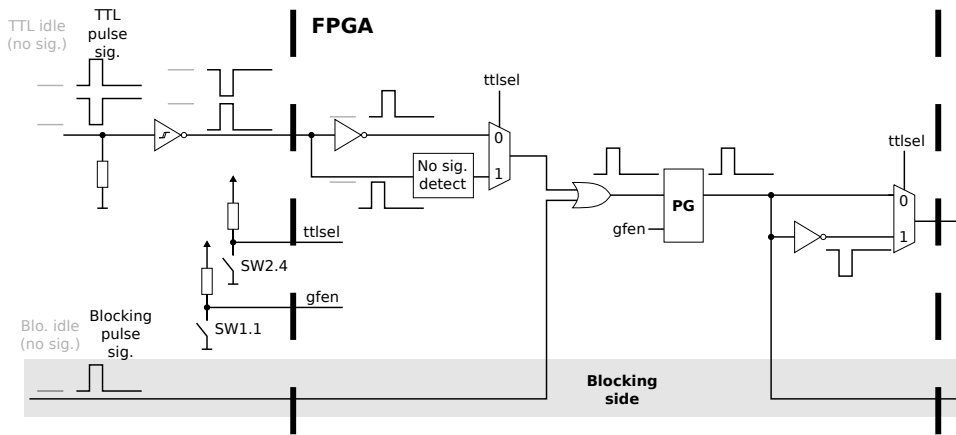 TTL idle
(no sig.)
TTL
pulse
sig.
FPGA
ttlsel
0
1
No sig.
detect
PG
gfen
ttlsel
0
1
ttlsel
SW2.4
gfen
SW1.1
Blo. idle
(no sig.)
Blocking
pulse
sig.
Blocking
side